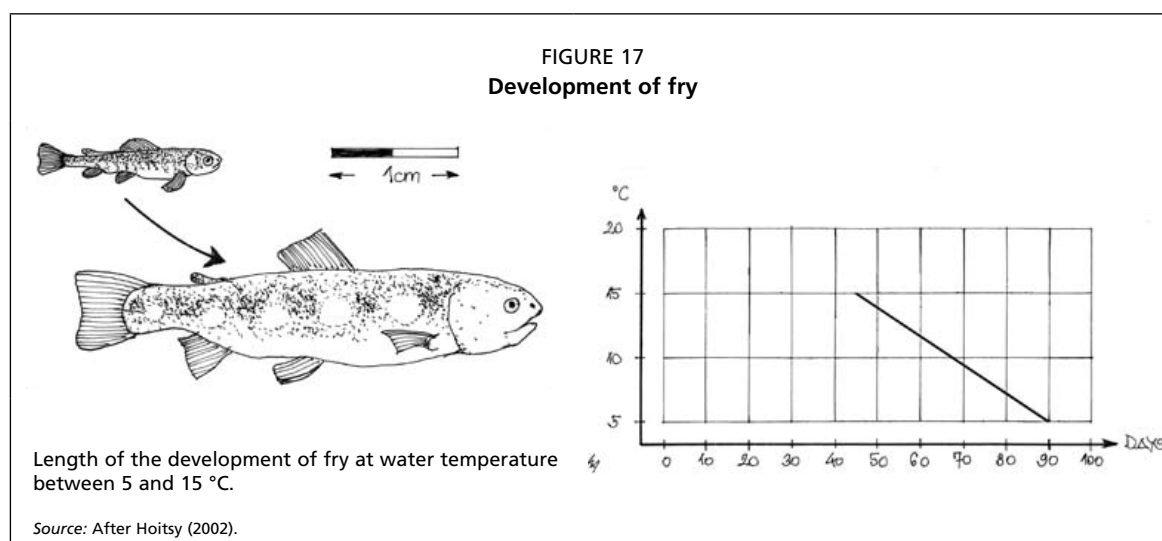 FIGURE 17
Development of fry
1cm
°C
20
15
10
5
0 10 20 30 40 50 60 70 80 90 100
DAYS
Length of the development of fry at water temperature
between 5 and 15 °C.
Source: After Hoitsy (2002).